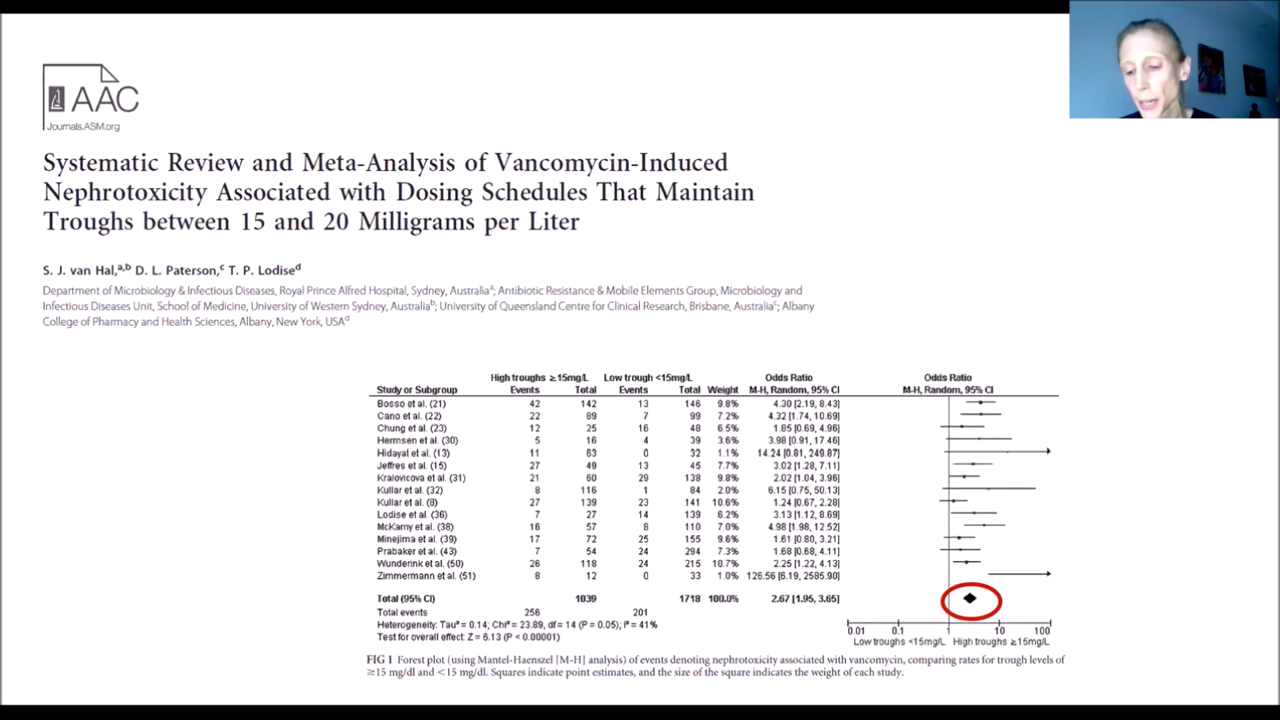 AAC
Journals.ASM.org
Systematic Review and Meta-Analysis of Vancomycin-Induced
Nephrotoxicity Associated with Dosing Schedules That Maintain
Troughs between 15 and 20 Milligrams per Liter
S. J. van Hal,a,b D. L. Paterson,c T. P. Lodised
Department of Microbiology & Infectious Diseases, Royal Prince Alfred Hospital, Sydney, Australiaa; Antibiotic Resistance & Mobile Elements Group, Microbiology and
Infectious Diseases Unit, School of Medicine, University of Western Sydney, Australiab; University of Queensland Centre for Clinical Research, Brisbane, Australiac; Albany
College of Pharmacy and Health Sciences, Albany, New York, USAd
High troughs ≥15mg/L Low trough <15mg/L Odds Ratio Odds Ratio
Study or Subgroup Events Total Events Total Weight M-H, Random, 95% CI M-H, Random, 95% CI
Bosso et al. (21) 42 142 13 146 9.8% 4.30 [2.19, 8.43]
Cano et al. (22) 22 89 7 99 7.2% 4.32 [1.74, 10.69]
Chung et al. (23) 12 25 16 48 6.5% 1.85 [0.69, 4.96]
Hermsen et al. (30) 5 16 4 39 3.6% 3.98 [0.91, 17.46]
Hidayat et al. (13) 11 63 0 32 1.1% 14.24 [0.81, 249.87]
Jeffres et al. (15) 27 49 13 45 7.7% 3.02 [1.28, 7.11]
Kralovicova et al. (31) 21 60 29 138 9.8% 2.02 [1.04, 3.96]
Kullar et al. (32) 8 116 1 84 2.0% 6.15 [0.75, 50.13]
Kullar et al. (8) 27 139 23 141 10.6% 1.24 [0.67, 2.28]
Lodise et al. (36) 7 27 14 139 6.2% 3.13 [1.12, 8.69]
McKamy et al. (38) 16 57 8 110 7.0% 4.98 [1.98, 12.52]
Minejima et al. (39) 17 72 25 155 9.6% 1.61 [0.80, 3.21]
Prabaker et al. (43) 7 54 24 294 7.3% 1.68 [0.68, 4.11]
Wunderink et al. (50) 26 118 24 215 10.7% 2.25 [1.22, 4.13]
Zimmermann et al. (51) 8 12 0 33 1.0% 126.56 [6.19, 2585.90]
Total (95% CI) 1039 1718 100.0% 2.67 [1.95, 3.65]
Total events 256 201
Heterogeneity: Tau² = 0.14; Chi² = 23.89, df = 14 (P = 0.05); I² = 41%
Test for overall effect: Z = 6.13 (P < 0.00001)
0.01 0.1 1 10 100
Low troughs <15mg/L High troughs ≥15mg/L
FIG 1 Forest plot (using Mantel-Haenszel [M-H] analysis) of events denoting nephrotoxicity associated with vancomycin, comparing rates for trough levels of
≥15 mg/dl and <15 mg/dl. Squares indicate point estimates, and the size of the square indicates the weight of each study.